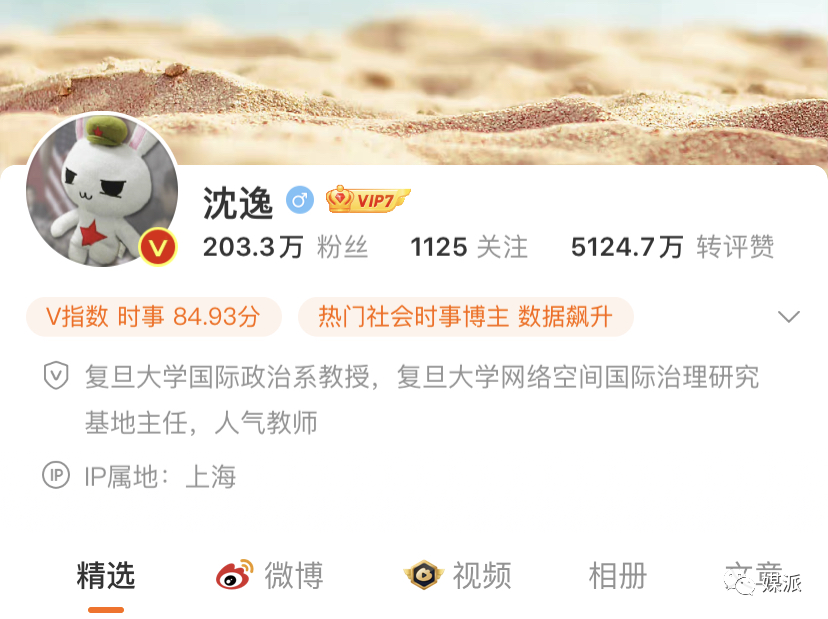 沈逸 VIP7
203.3万 粉丝 1125 关注 5124.7万 转评赞
V指数 时事 84.93分 热门社会时事博主 数据飙升
复旦大学国际政治系教授，复旦大学网络空间国际治理研究
基地主任，人气教师
IP IP属地：上海
精选 微博 视频 相册 文章
媒派